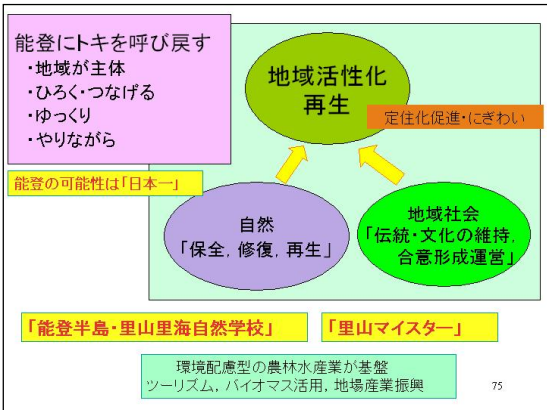 能登にトキを呼び戻す
・地域が主体
・ひろく・つなげる
・ゆっくり
・やりながら
能登の可能性は「日本一」
地域活性化
再生
定住化促進・にぎわい
自然
「保全，修復，再生」
地域社会
「伝統・文化の維持，
合意形成運営」
「能登半島・里山里海自然学校」
「里山マイスター」
環境配慮型の農林水産業が基盤
ツーリズム，バイオマス活用，地場産業振興
75